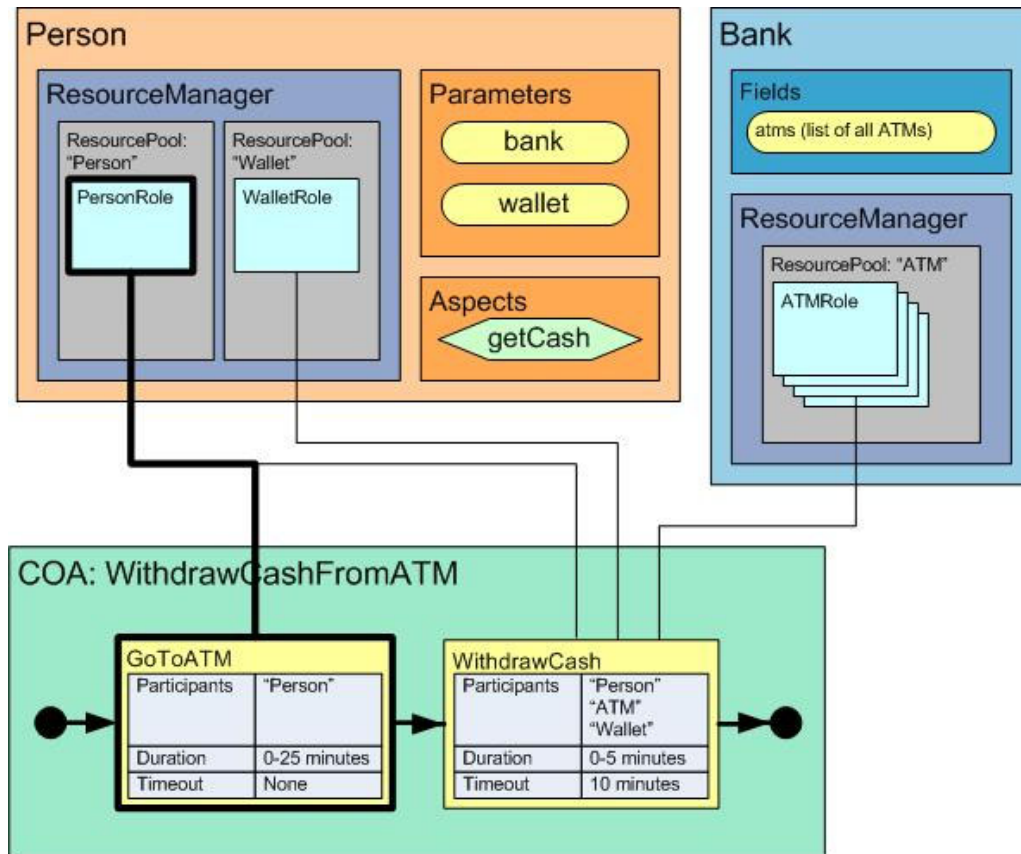 Person
ResourceManager
ResourcePool:
“Person”
PersonRole
ResourcePool:
“Wallet”
WalletRole
Parameters
bank
wallet
Aspects
getCash
Bank
Fields
atms (list of all ATMs)
ResourceManager
ResourcePool: “ATM”
ATMRole
COA: WithdrawCashFromATM
GoToATM
Participants “Person”
Duration 0-25 minutes
Timeout None
WithdrawCash
Participants “Person”
“ATM”
“Wallet”
Duration 0-5 minutes
Timeout 10 minutes